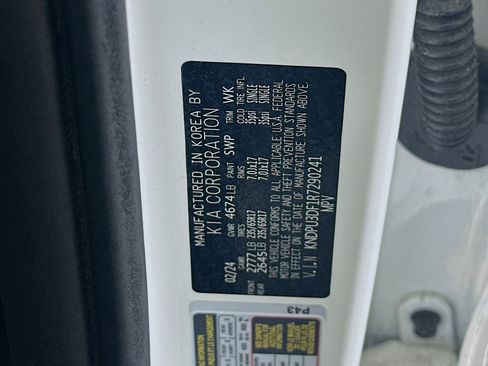 MANUFACTURED IN KOREA BY
KIA CORPORATION
02/24 GVWR 4674LB PAINT SWP TRIM WK
GAWR TIRES RIMS COLD TIRE INFL
FRONT 2777LB 235/65R17 7.0Jx17 35psi SINGLE
REAR 2645LB 235/65R17 7.0Jx17 35psi SINGLE
THIS VEHICLE CONFORMS TO ALL APPLICABLE U.S.A. FEDERAL
MOTOR VEHICLE SAFETY AND THEFT PREVENTION STANDARDS
IN EFFECT ON THE DATE OF MANUFACTURE SHOWN ABOVE.
V.I.N KNDPU3DF1R7290241
MPV
P43